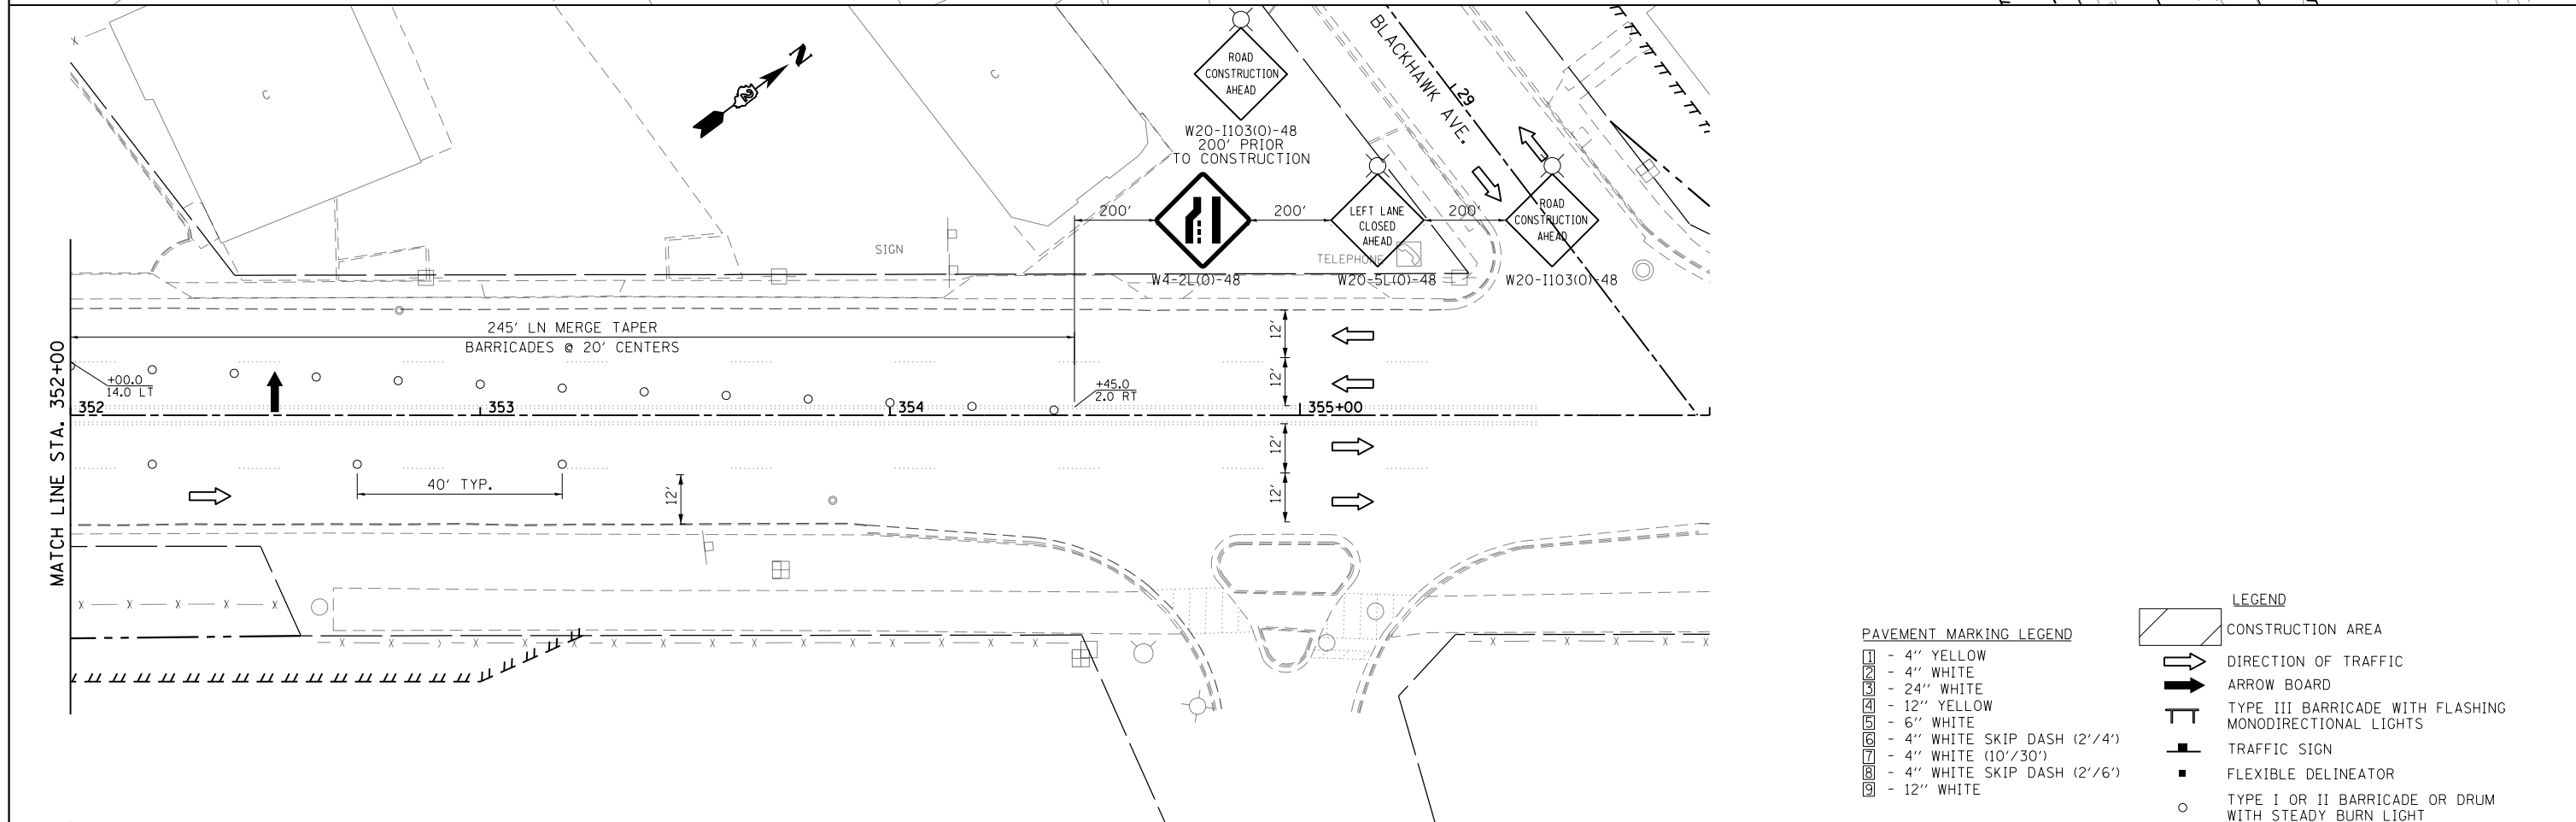 N
2
C
C
BLACKHAWK AVE.
29
ROAD
CONSTRUCTION
AHEAD
W20-I103(O)-48
200' PRIOR
TO CONSTRUCTION
200'
200'
LEFT LANE
CLOSED
AHEAD
200'
ROAD
CONSTRUCTION
AHEAD
SIGN
TELEPHONE
W4-2L(O)-48
W20-5L(O)-48
W20-I103(O)-48
245' LN MERGE TAPER
BARRICADES @ 20' CENTERS
12'
12'
12'
12'
12'
MATCH LINE STA. 352+00
+00.0
14.0 LT
+45.0
2.0 RT
352
353
354
355+00
40' TYP.
PAVEMENT MARKING LEGEND
1 - 4" YELLOW
2 - 4" WHITE
3 - 24" WHITE
4 - 12" YELLOW
5 - 6" WHITE
6 - 4" WHITE SKIP DASH (2'/4')
7 - 4" WHITE (10'/30')
8 - 4" WHITE SKIP DASH (2'/6')
9 - 12" WHITE
LEGEND
CONSTRUCTION AREA
DIRECTION OF TRAFFIC
ARROW BOARD
TYPE III BARRICADE WITH FLASHING
MONODIRECTIONAL LIGHTS
TRAFFIC SIGN
FLEXIBLE DELINEATOR
TYPE I OR II BARRICADE OR DRUM
WITH STEADY BURN LIGHT